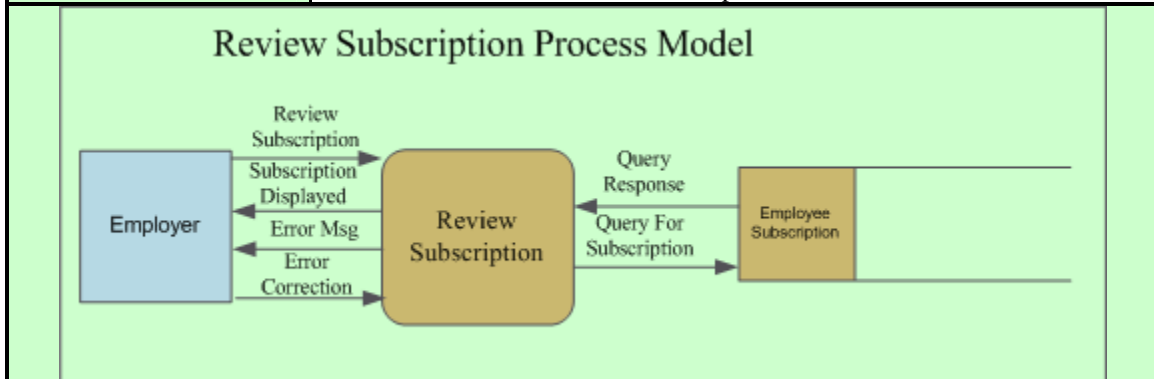 Review Subscription Process Model
Review
Subscription
Subscription
Displayed
Error Msg
Error
Correction
Employer
Review
Subscription
Query
Response
Query For
Subscription
Employee
Subscription